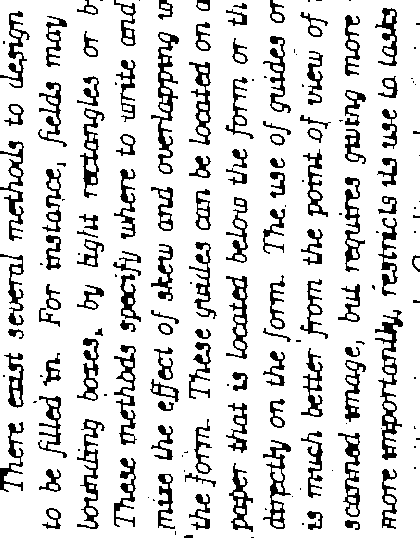 There exist several methods to design
to be filled in. For instance, fields may
bounding boxes, by light rectangles or
These methods specify where to write and
mize the effect of skew and overlapping
the form. These guides can be located on a
paper that is located below the form or
directly on the form. The use of guides on
is much better from the point of view of
scanned image, but requires giving more
more importantly, restricts its use to tasks